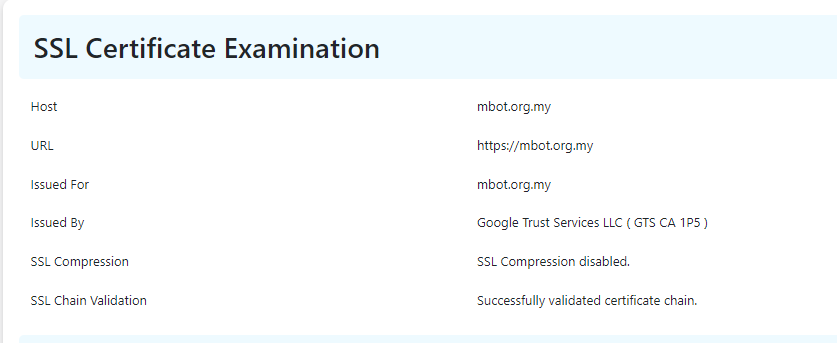 SSL Certificate Examination
Host mbot.org.my
URL https://mbot.org.my
Issued For mbot.org.my
Issued By Google Trust Services LLC ( GTS CA 1P5 )
SSL Compression SSL Compression disabled.
SSL Chain Validation Successfully validated certificate chain.